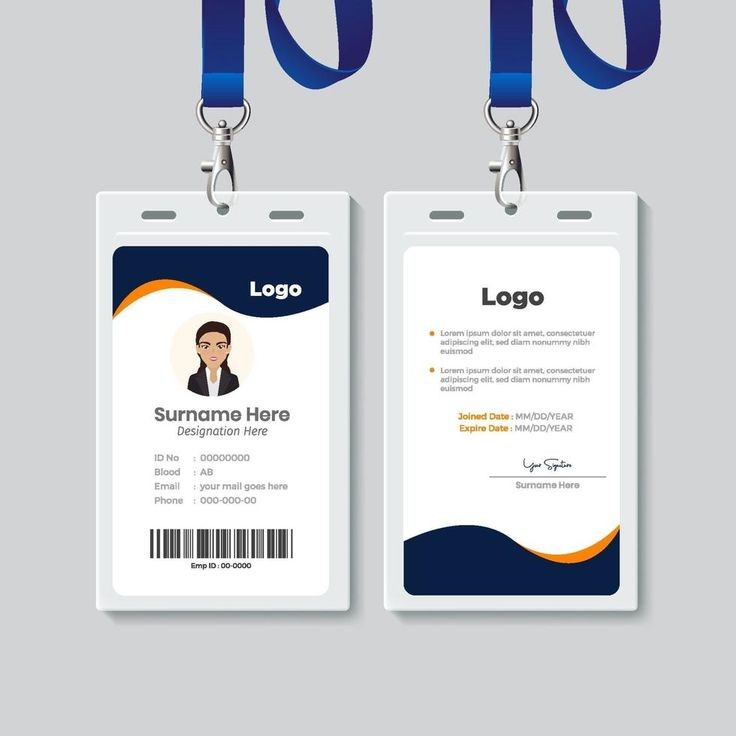 Logo
Surname Here
Designation Here
ID No : 00000000
Blood : AB
Email : your mail goes here
Phone : 000-000-00
Emp ID : 00-0000
Logo
Lorem ipsum dolor sit amet, consectetuer
adipiscing elit, sed diam nonummy nibh
euismod
Lorem ipsum dolor sit amet, consectetuer
adipiscing elit, sed diam nonummy nibh
euismod
Joined Date : MM/DD/YEAR
Expire Date : MM/DD/YEAR
Your Signature
Surname Here